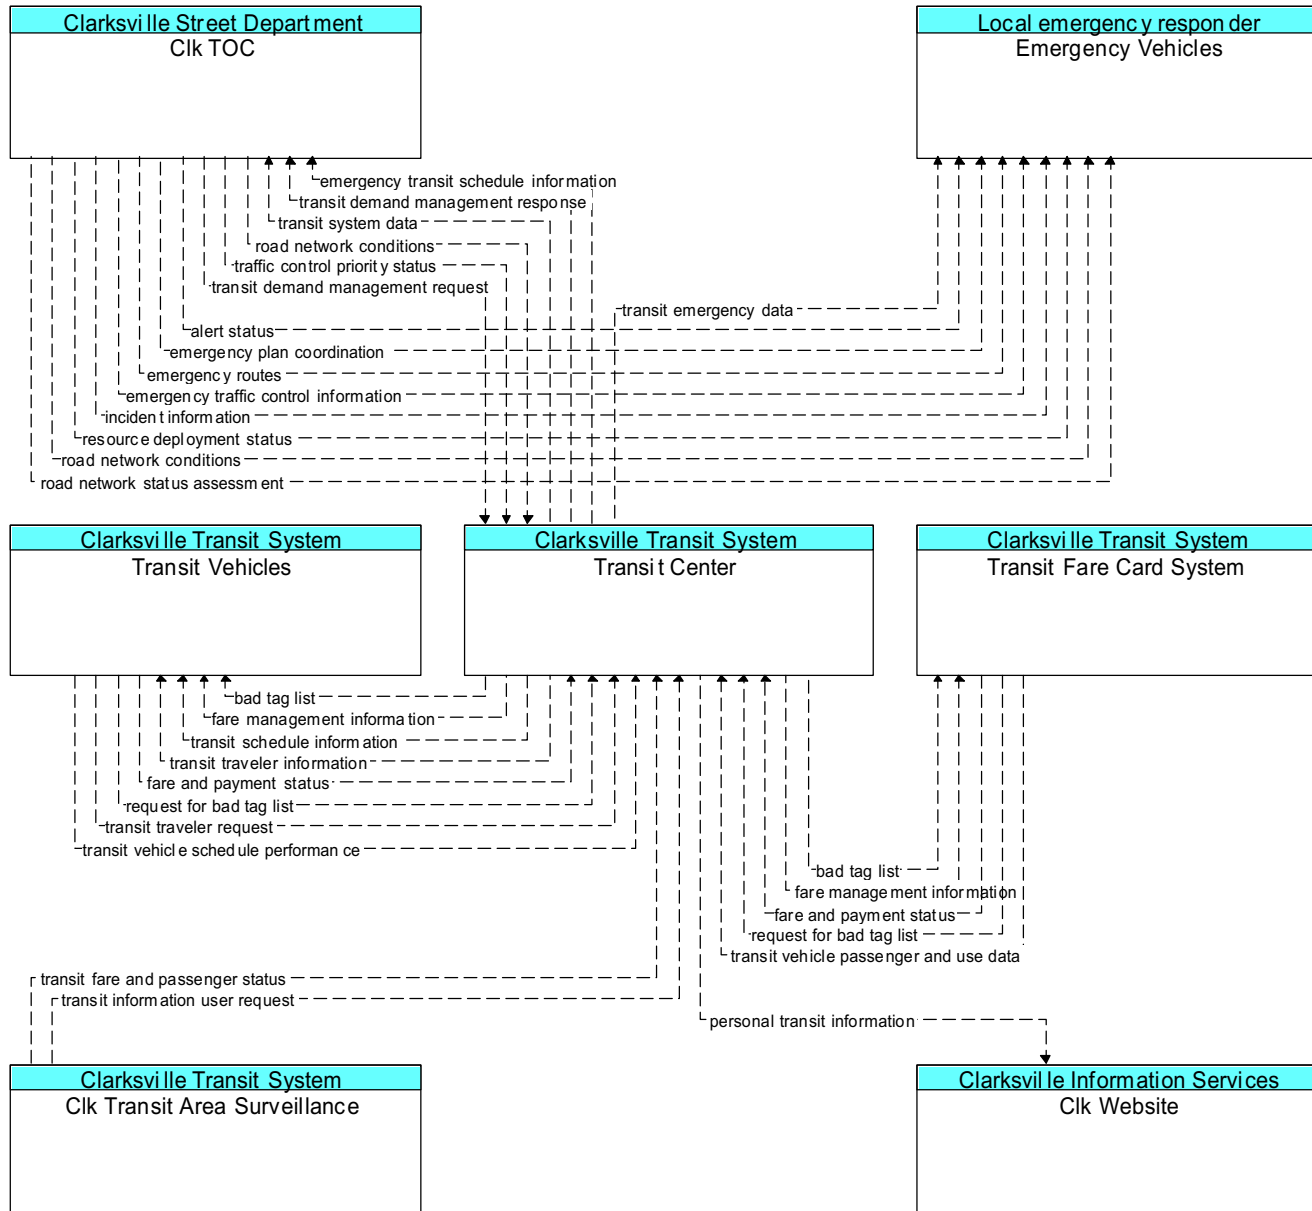 Clarksville Street Department
Clk TOC
Local emergency responder
Emergency Vehicles
emergency transit schedule information
transit demand management response
transit system data
road network conditions
traffic control priority status
transit demand management request
transit emergency data
alert status
emergency plan coordination
emergency routes
emergency traffic control information
incident information
resource deployment status
road network conditions
road network status assessment
Clarksville Transit System
Transit Vehicles
Clarksville Transit System
Transit Center
Clarksville Transit System
Transit Fare Card System
bad tag list
fare management information
transit schedule information
transit traveler information
fare and payment status
request for bad tag list
transit traveler request
transit vehicle schedule performance
bad tag list
fare management information
fare and payment status
request for bad tag list
transit vehicle passenger and use data
transit fare and passenger status
transit information user request
personal transit information
Clarksville Transit System
Clk Transit Area Surveillance
Clarksville Information Services
Clk Website